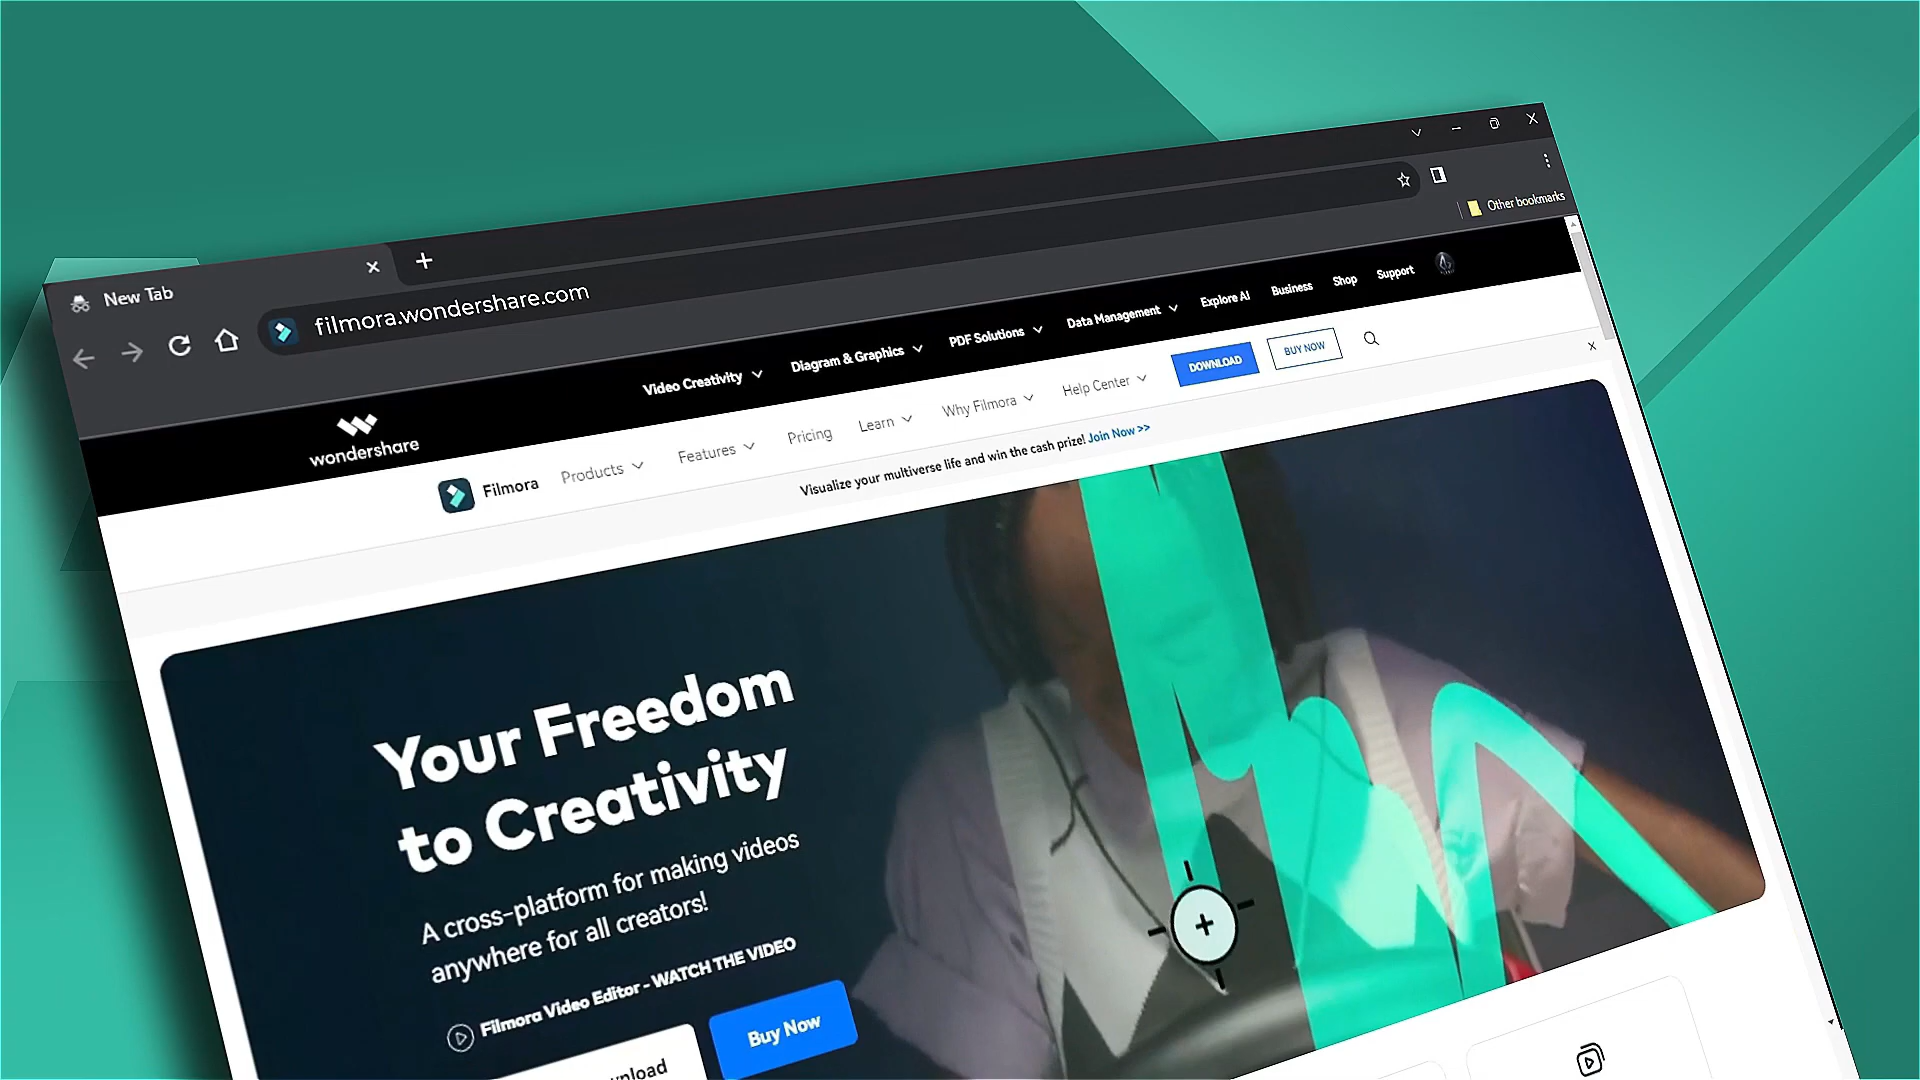 New Tab
filmora.wondershare.com
Other bookmarks
wondershare
Video Creativity
Diagram & Graphics
PDF Solutions
Data Management
Explore AI
Business
Shop
Support
Filmora
Products
Features
Pricing
Learn
Why Filmora
Help Center
DOWNLOAD
BUY NOW
Visualize your multiverse life and win the cash prize! Join Now >>
Your Freedom
to Creativity
A cross-platform for making videos
anywhere for all creators!
Filmora Video Editor - WATCH THE VIDEO
Buy Now